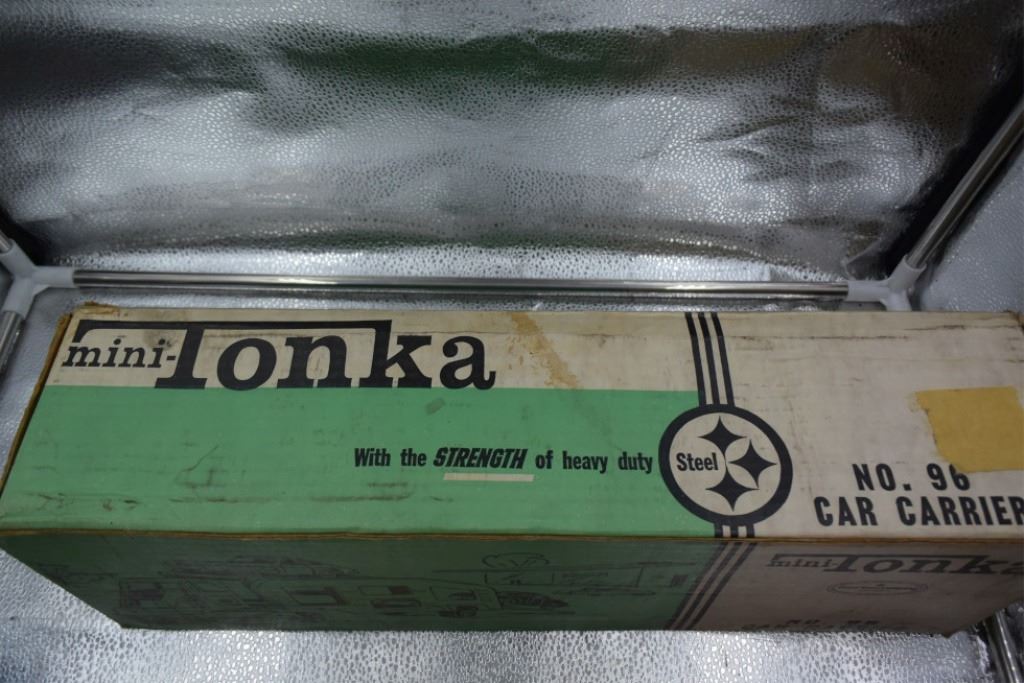 mini-Tonka
With the STRENGTH of heavy duty Steel
NO. 96
CAR CARRIER
mini-Tonka